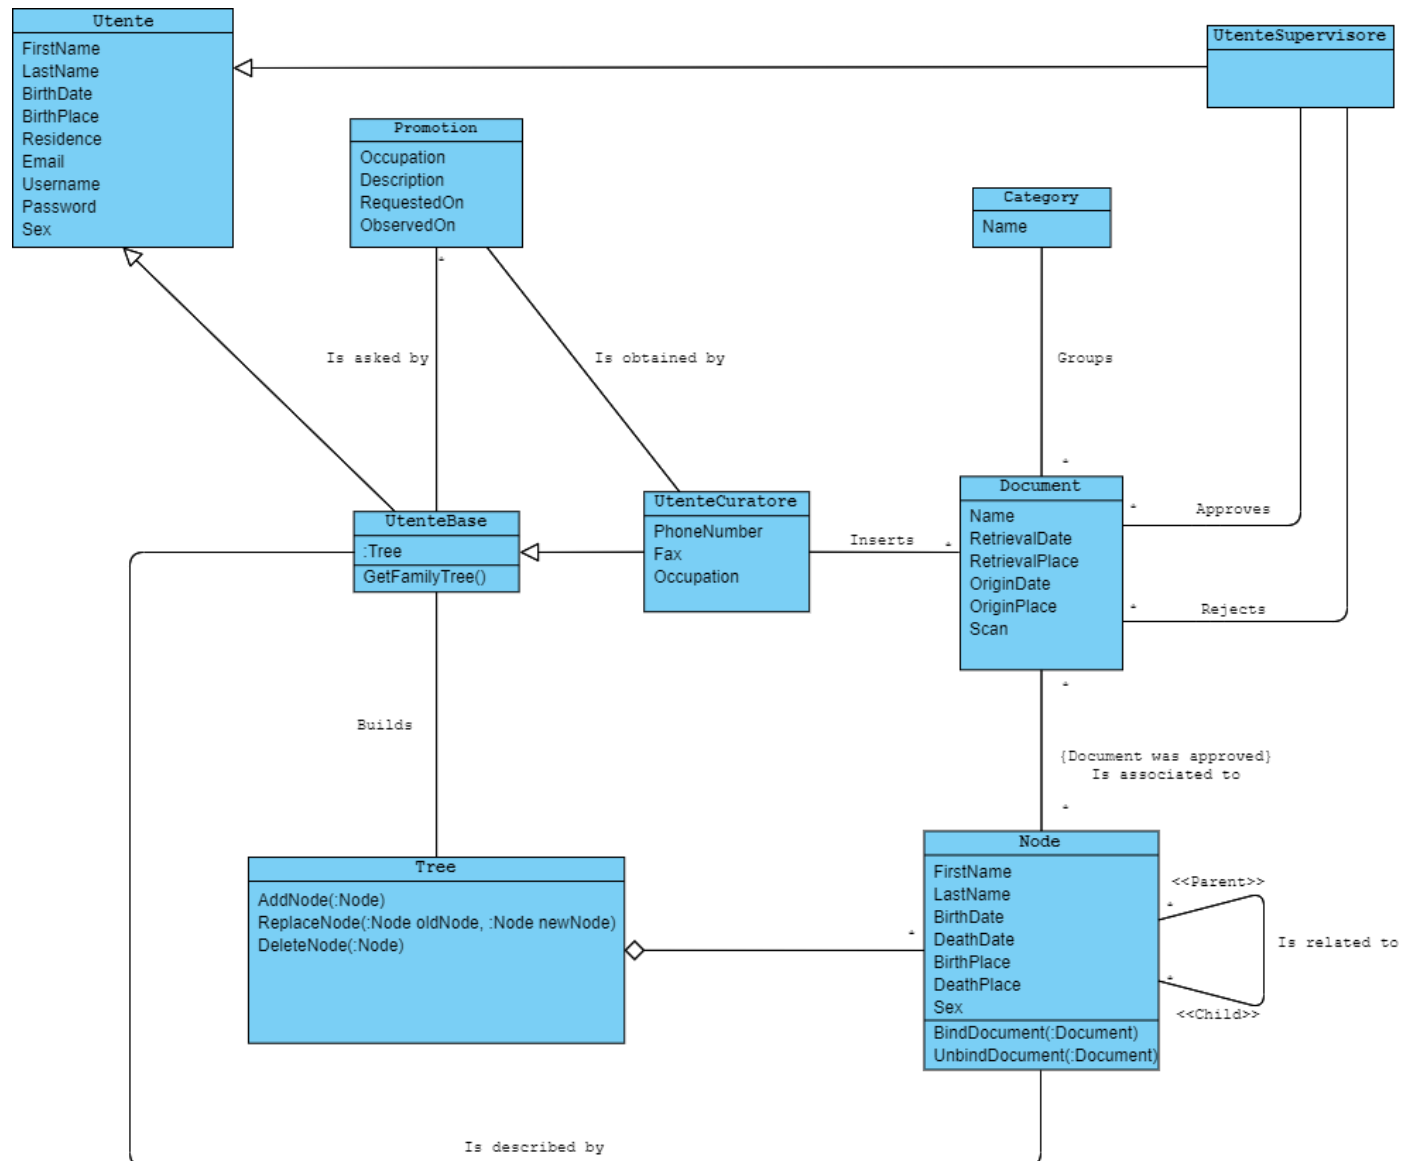 Utente
FirstName
LastName
BirthDate
BirthPlace
Residence
Email
Username
Password
Sex
UtenteSupervisore
Promotion
Occupation
Description
RequestedOn
ObservedOn
Category
Name
*
Is asked by
Is obtained by
Groups
*
UtenteBase
:Tree
GetFamilyTree()
UtenteCuratore
PhoneNumber
Fax
Occupation
Inserts
*
Document
Name
RetrievalDate
RetrievalPlace
OriginDate
OriginPlace
Scan
*
Approves
*
Rejects
*
Builds
{Document was approved}
Is associated to
*
Tree
AddNode(:Node)
ReplaceNode(:Node oldNode, :Node newNode)
DeleteNode(:Node)
*
Node
FirstName
LastName
BirthDate
DeathDate
BirthPlace
DeathPlace
Sex
BindDocument(:Document)
UnbindDocument(:Document)
<<Parent>>
*
Is related to
*
<<Child>>
Is described by